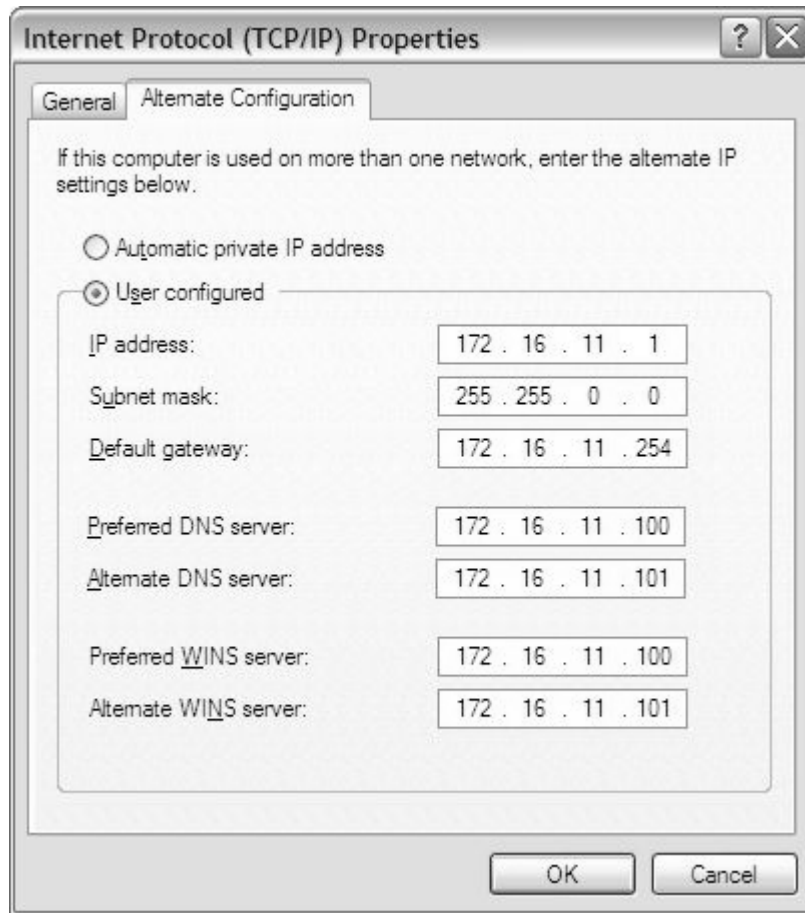 Internet Protocol (TCP/IP) Properties
General Alternate Configuration
If this computer is used on more than one network, enter the alternate IP
settings below.
Automatic private IP address
User configured
IP address: 172 . 16 . 11 . 1
Subnet mask: 255 . 255 . 0 . 0
Default gateway: 172 . 16 . 11 . 254
Preferred DNS server: 172 . 16 . 11 . 100
Alternate DNS server: 172 . 16 . 11 . 101
Preferred WINS server: 172 . 16 . 11 . 100
Alternate WINS server: 172 . 16 . 11 . 101
OK Cancel